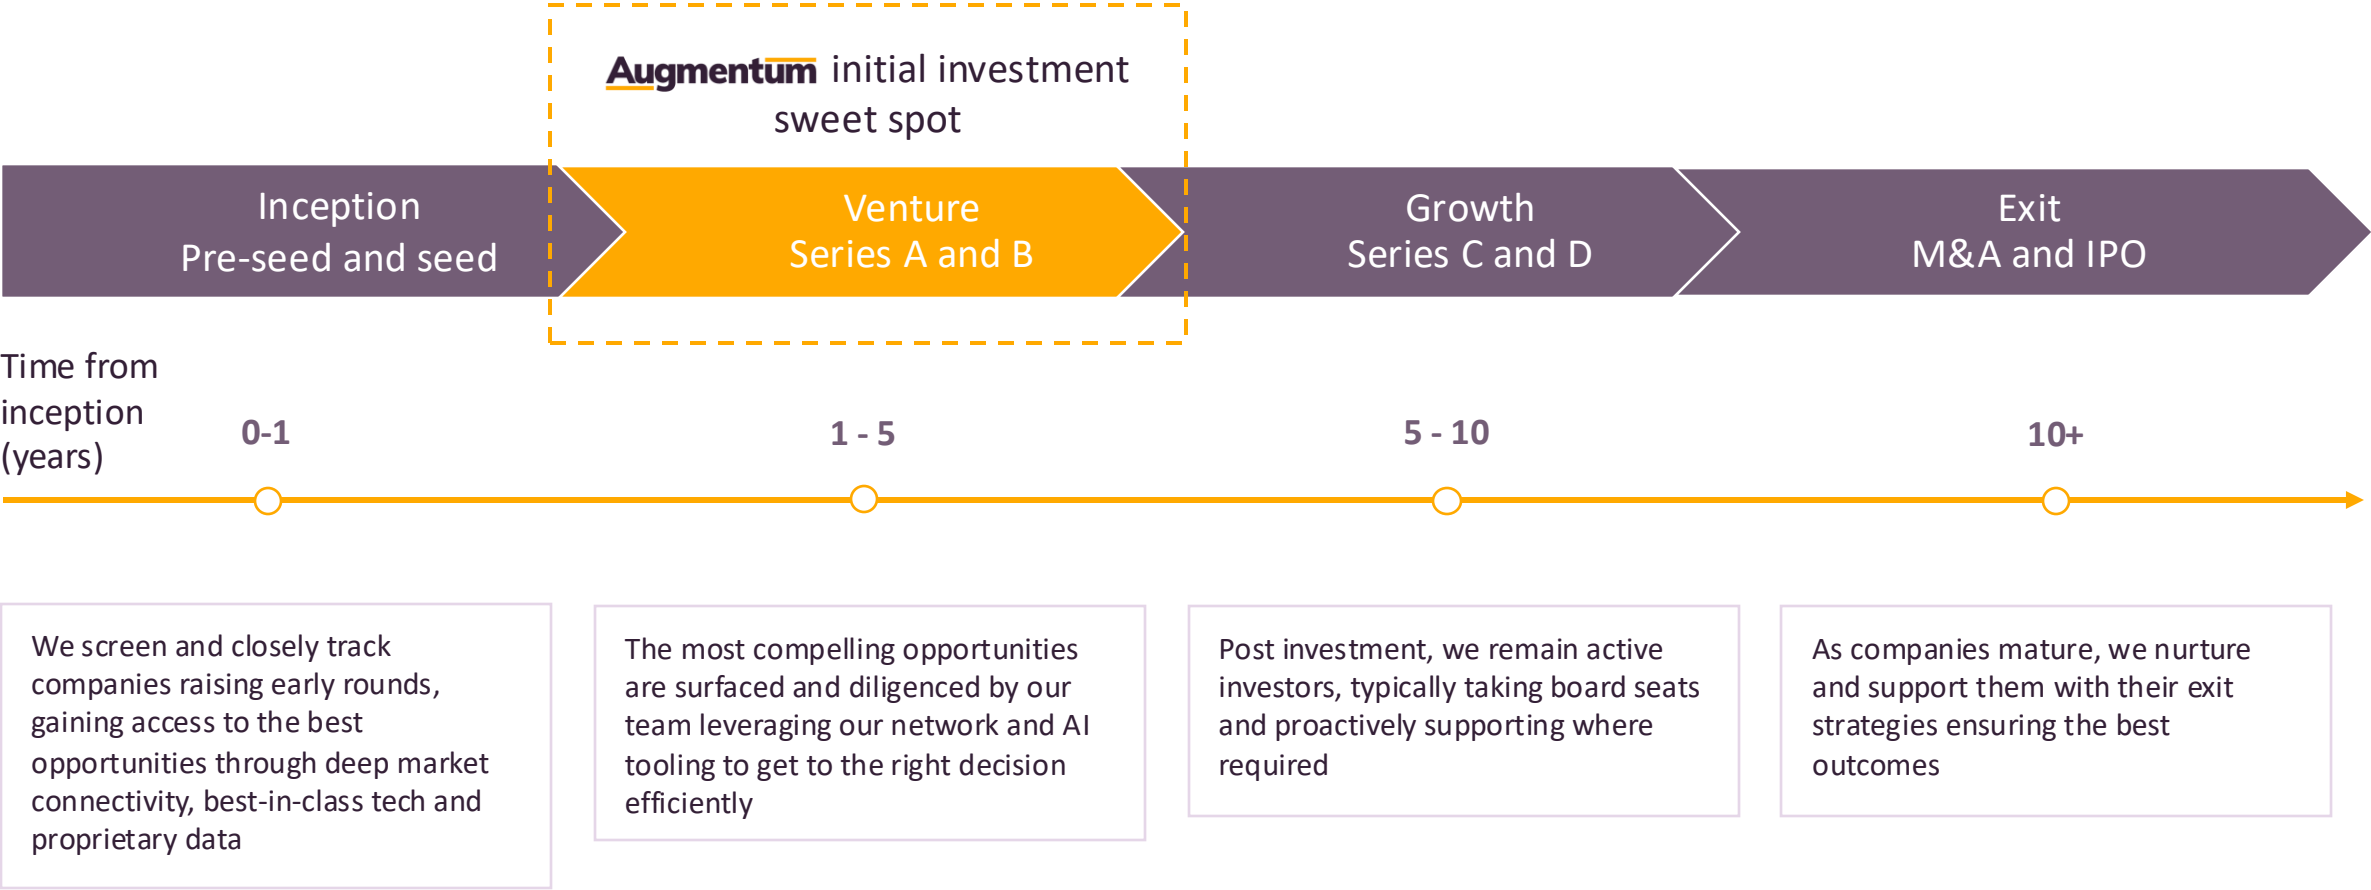 Augmentum initial investment
sweet spot
Inception
Pre-seed and seed
Venture
Series A and B
Growth
Series C and D
Exit
M&A and IPO
Time from
inception
(years)
0-1
1 - 5
5 - 10
10+
We screen and closely track
companies raising early rounds,
gaining access to the best
opportunities through deep market
connectivity, best-in-class tech and
proprietary data
The most compelling opportunities
are surfaced and diligenced by our
team leveraging our network and AI
tooling to get to the right decision
efficiently
Post investment, we remain active
investors, typically taking board seats
and proactively supporting where
required
As companies mature, we nurture
and support them with their exit
strategies ensuring the best
outcomes